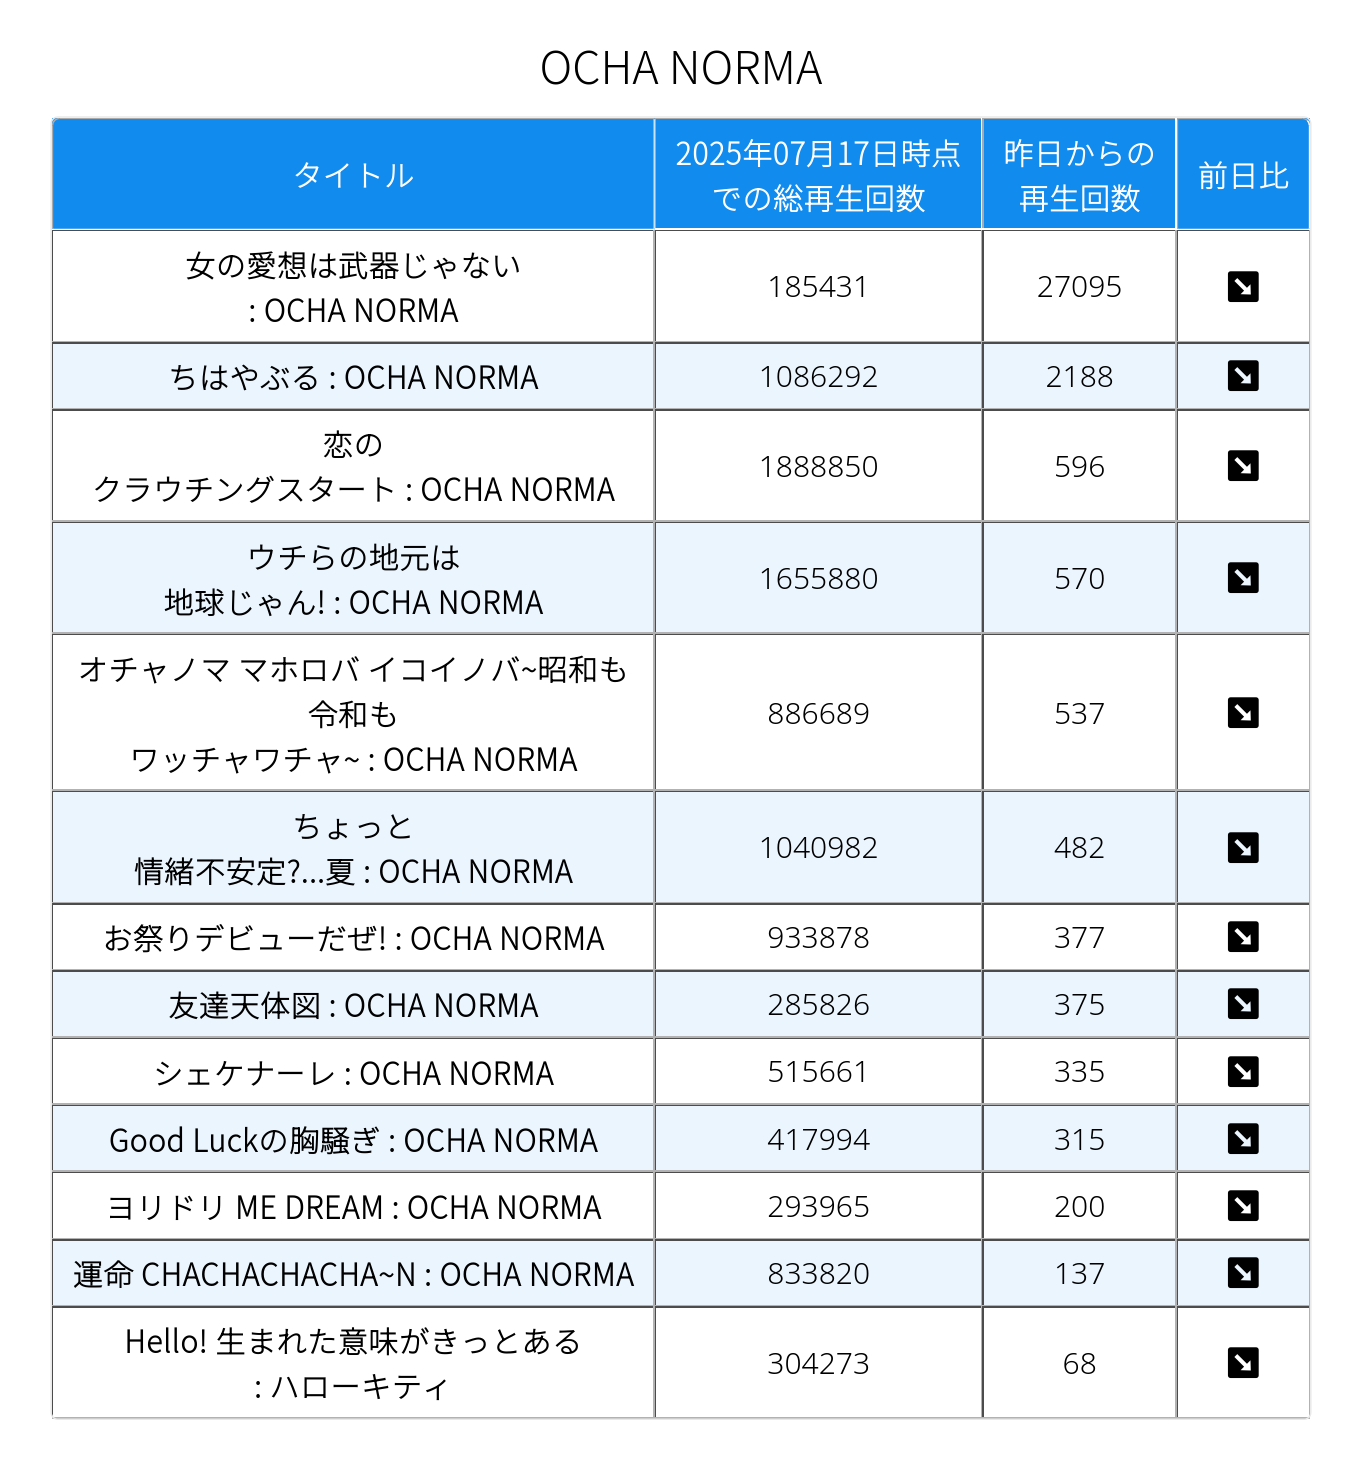 OCHA NORMA
タイトル
2025年07月17日時点
での総再生回数
昨日からの
再生回数
前日比
女の愛想は武器じゃない
: OCHA NORMA
185431
27095
ちはやぶる : OCHA NORMA
1086292
2188
恋の
クラウチングスタート : OCHA NORMA
1888850
596
ウチらの地元は
地球じゃん! : OCHA NORMA
1655880
570
オチャノマ マホロバ イコイノバ~昭和も
令和も
ワッチャワチャ~ : OCHA NORMA
886689
537
ちょっと
情緒不安定?...夏 : OCHA NORMA
1040982
482
お祭りデビューだぜ! : OCHA NORMA
933878
377
友達天体図 : OCHA NORMA
285826
375
シェケナーレ : OCHA NORMA
515661
335
Good Luckの胸騒ぎ : OCHA NORMA
417994
315
ヨリドリ ME DREAM : OCHA NORMA
293965
200
運命 CHACHACHACHA~N : OCHA NORMA
833820
137
Hello! 生まれた意味がきっとある
: ハローキティ
304273
68